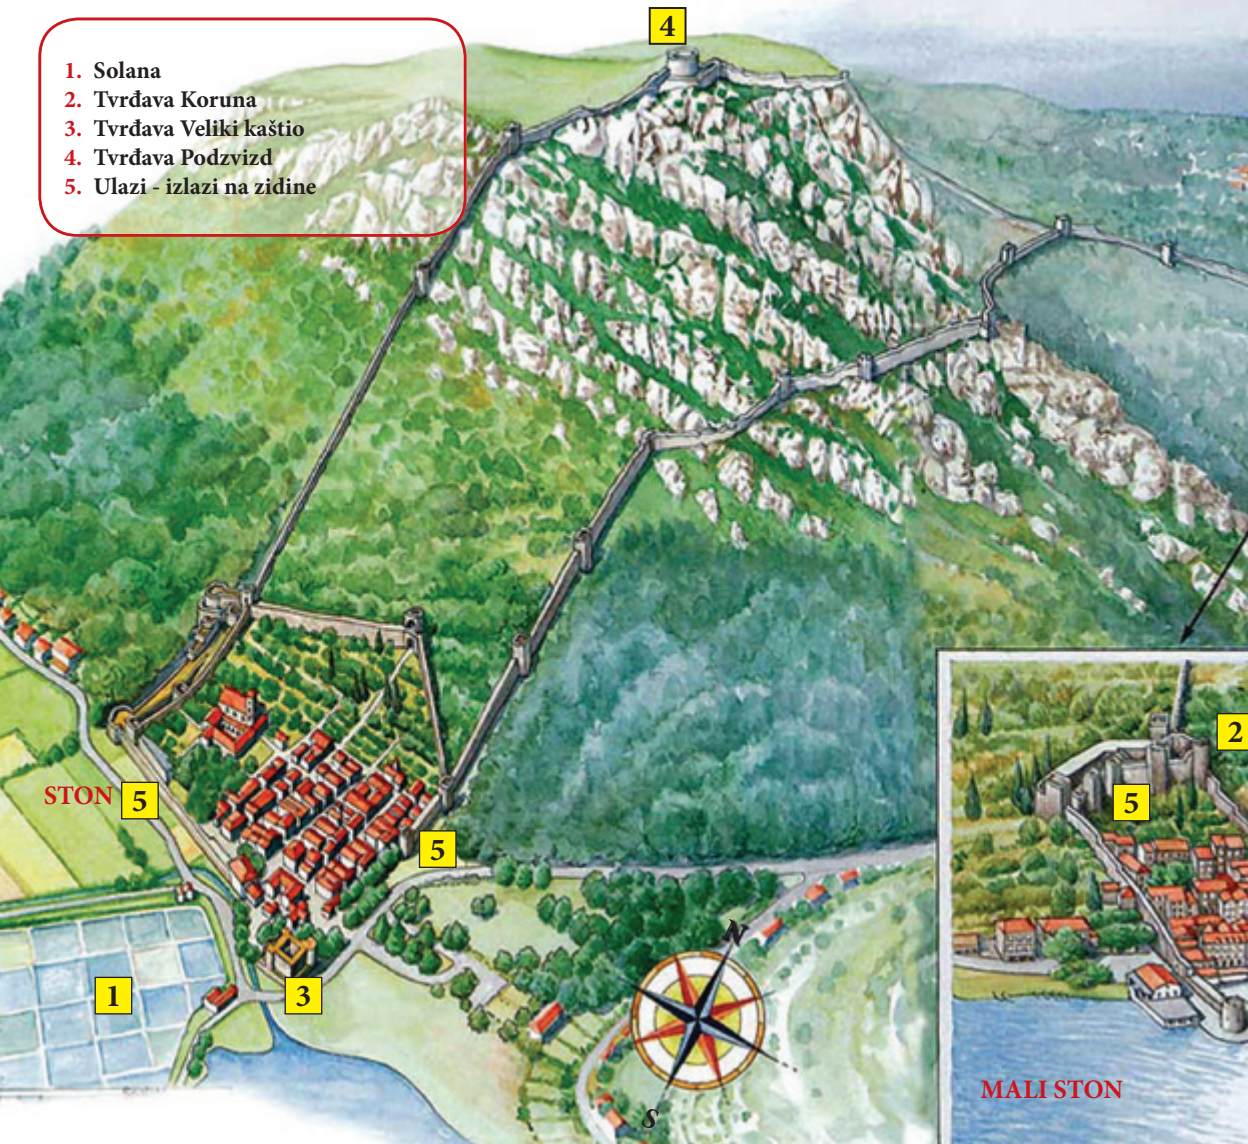 4
1. Solana
2. Tvrđava Koruna
3. Tvrđava Veliki kaštio
4. Tvrđava Podzvizd
5. Ulazi - izlazi na zidine
2
STON 5
5
5
N
1
3
MALI STON
S